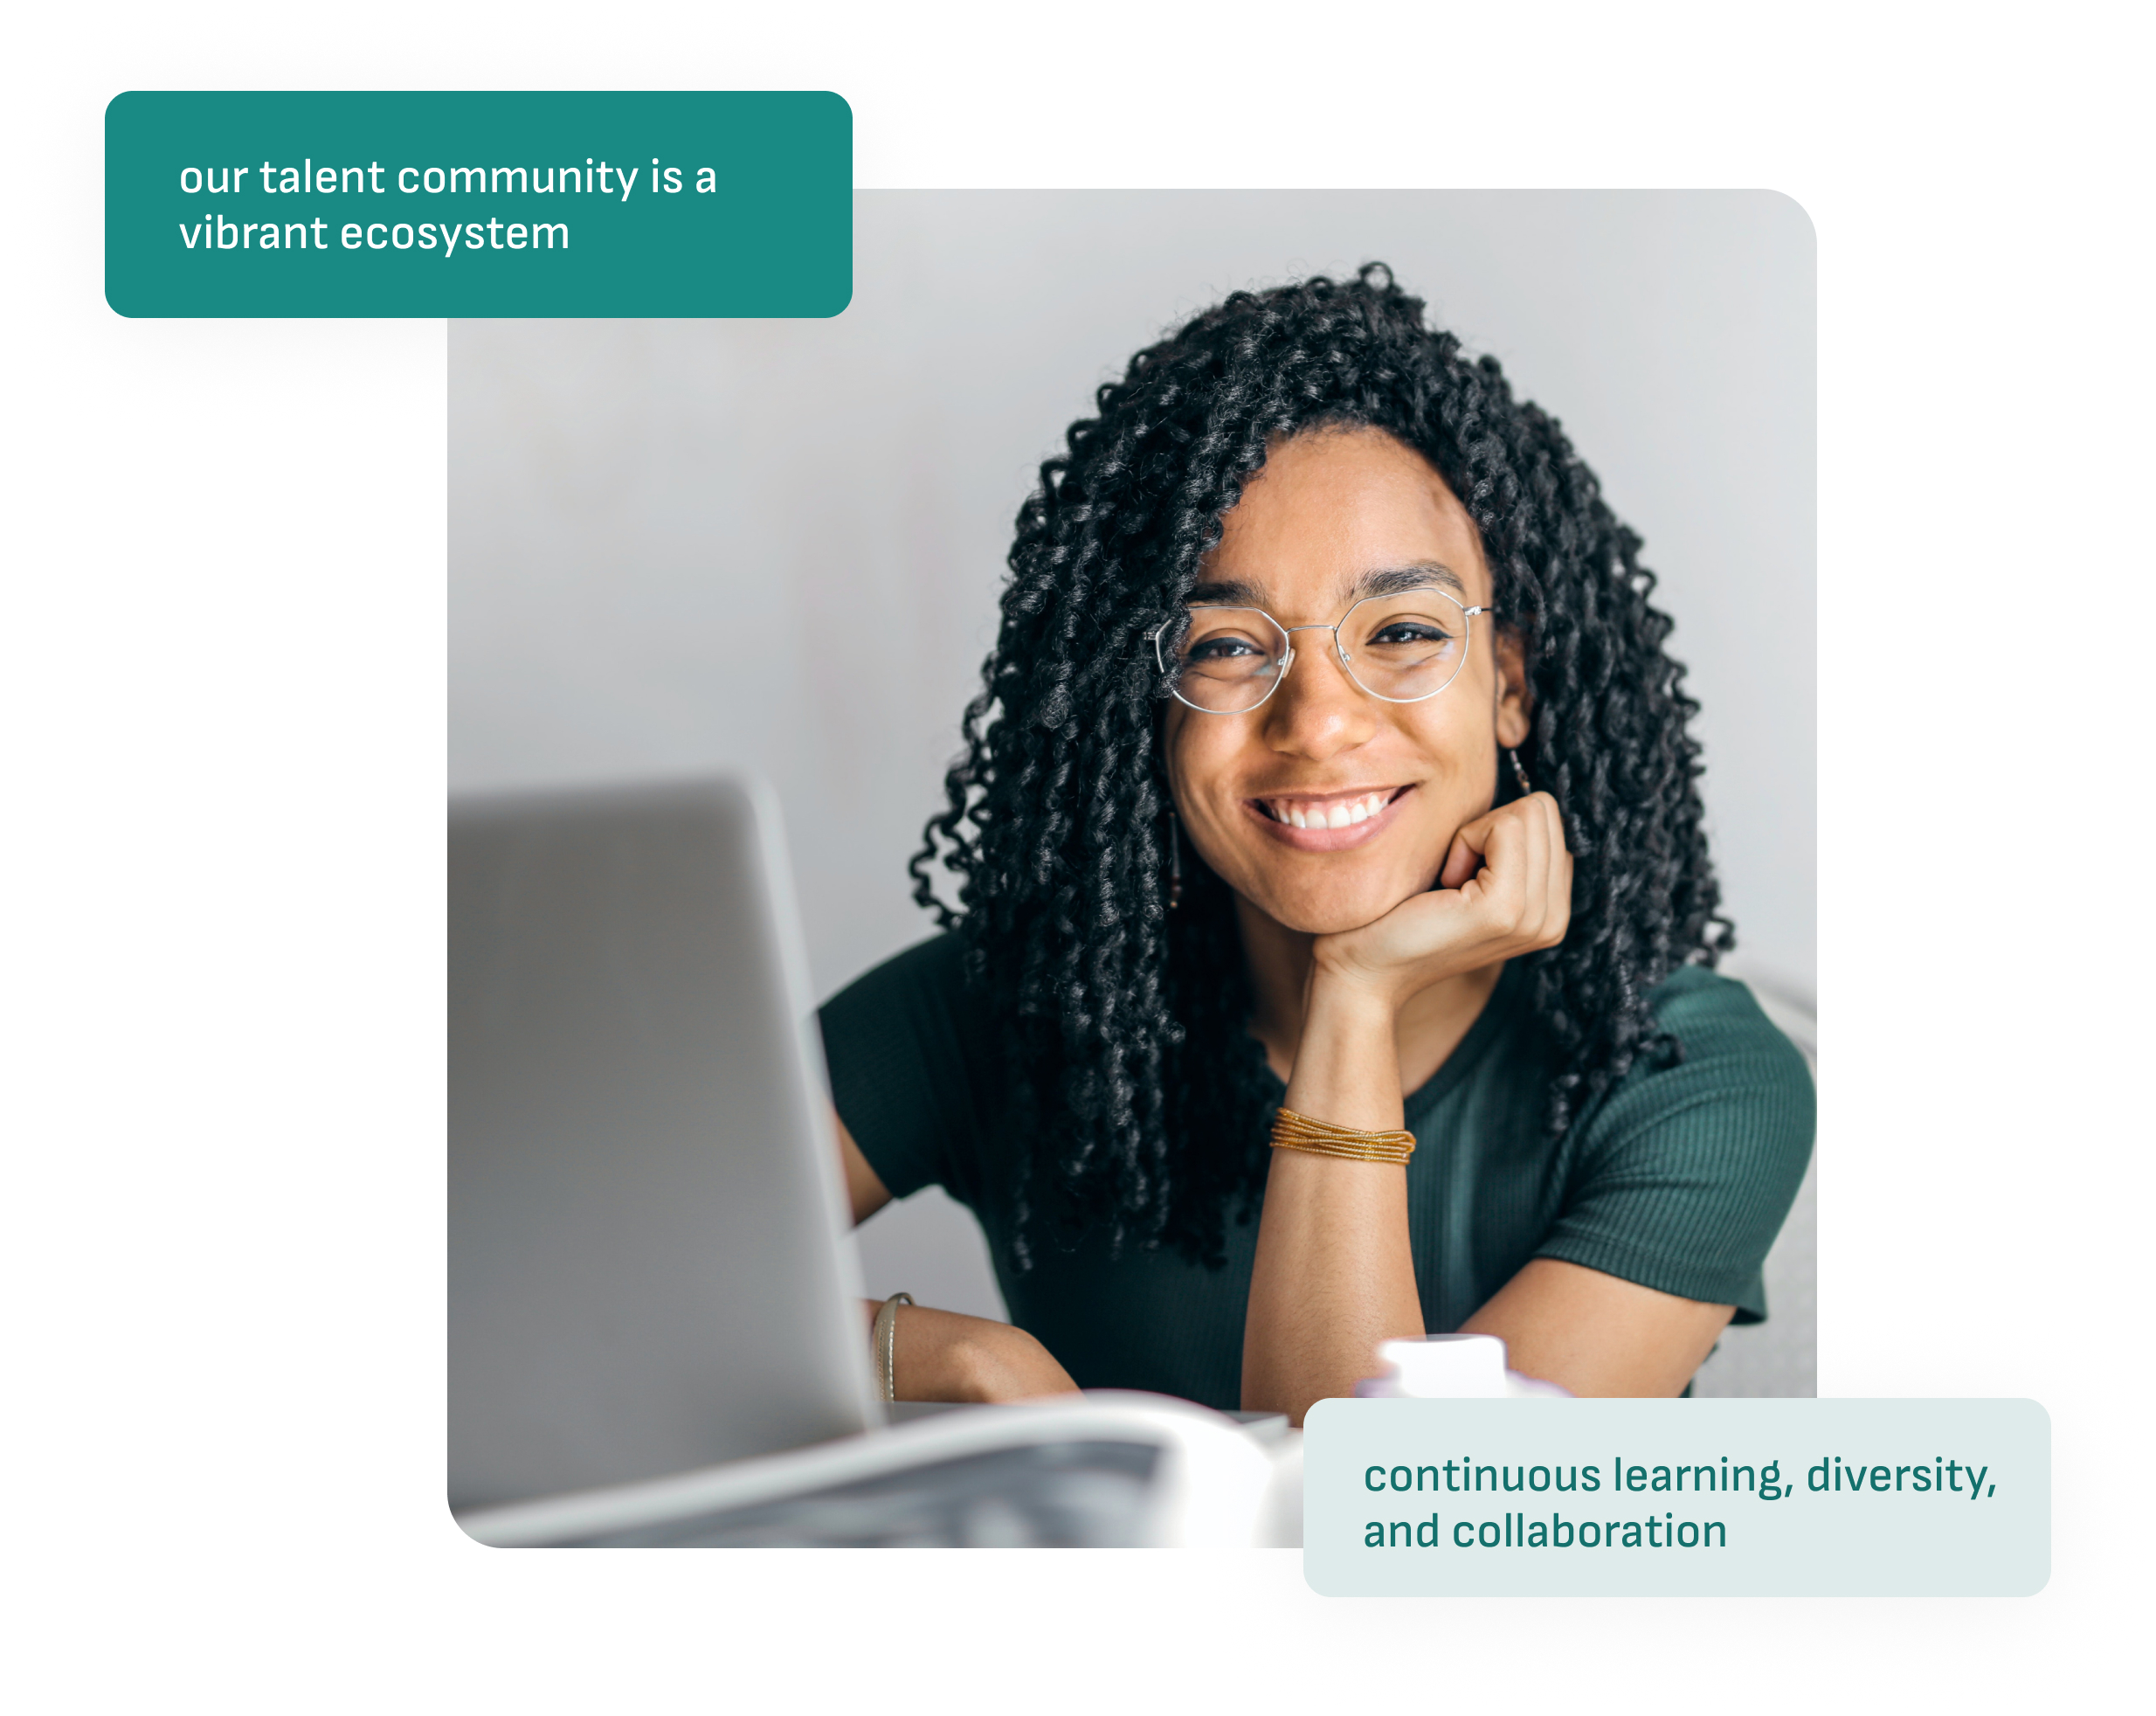 our talent community is a
vibrant ecosystem
continuous learning, diversity,
and collaboration